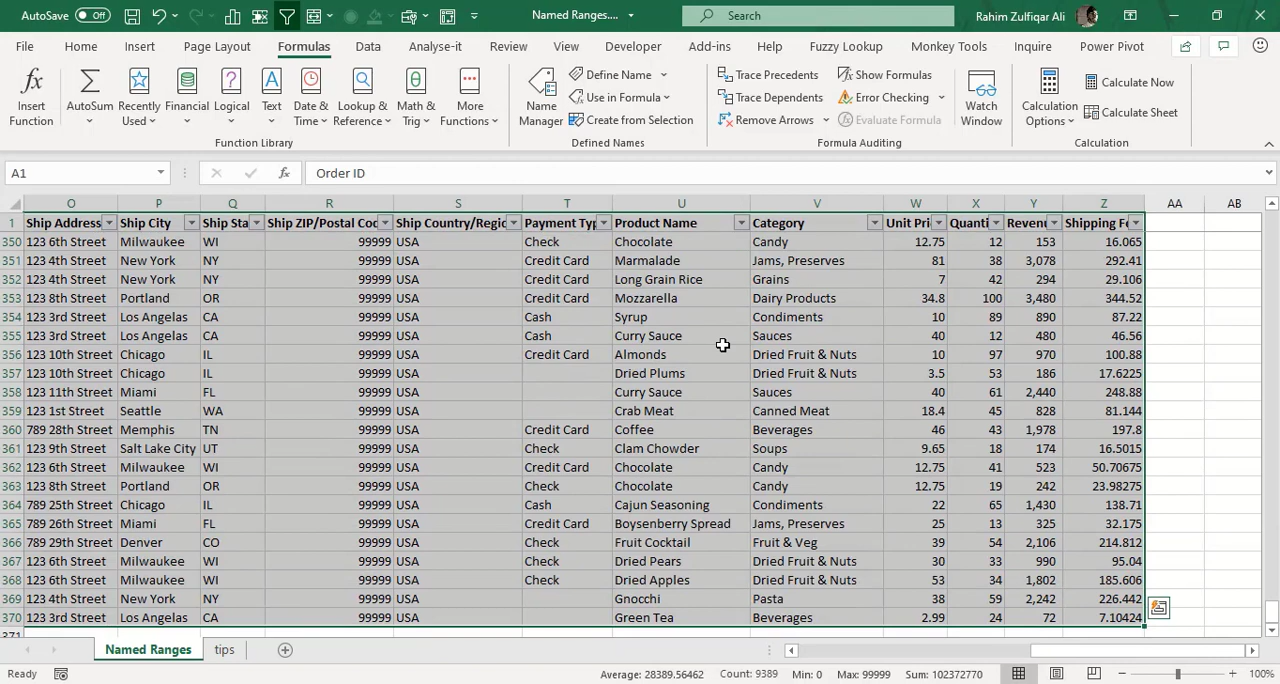 AutoSave Off Named Ranges.... Search Rahim Zulfiqar Ali
File Home Insert Page Layout Formulas Data Analyse-it Review View Developer Add-ins Help Fuzzy Lookup Monkey Tools Inquire Power Pivot
Insert Function AutoSum Recently Used Financial Logical Text Date & Time Lookup & Reference Math & Trig More Functions
Function Library
Name Manager Define Name Use in Formula Create from Selection
Defined Names
Trace Precedents Trace Dependents Remove Arrows Show Formulas Error Checking Evaluate Formula Watch Window
Formula Auditing
Calculation Options Calculate Now Calculate Sheet
Calculation
A1 fx Order ID
O P Q R S T U V W X Y Z AA AB
1 Ship Address Ship City Ship Sta Ship ZIP/Postal Cod Ship Country/Regio Payment Typ Product Name Category Unit Pri Quanti Revenu Shipping Fe
350 123 6th Street Milwaukee WI 99999 USA Check Chocolate Candy 12.75 12 153 16.065
351 123 4th Street New York NY 99999 USA Credit Card Marmalade Jams, Preserves 81 38 3,078 292.41
352 123 4th Street New York NY 99999 USA Credit Card Long Grain Rice Grains 7 42 294 29.106
353 123 8th Street Portland OR 99999 USA Credit Card Mozzarella Dairy Products 34.8 100 3,480 344.52
354 123 3rd Street Los Angelas CA 99999 USA Cash Syrup Condiments 10 89 890 87.22
355 123 3rd Street Los Angelas CA 99999 USA Cash Curry Sauce Sauces 40 12 480 46.56
356 123 10th Street Chicago IL 99999 USA Credit Card Almonds Dried Fruit & Nuts 10 97 970 100.88
357 123 10th Street Chicago IL 99999 USA Dried Plums Dried Fruit & Nuts 3.5 53 186 17.6225
358 123 11th Street Miami FL 99999 USA Curry Sauce Sauces 40 61 2,440 248.88
359 123 1st Street Seattle WA 99999 USA Crab Meat Canned Meat 18.4 45 828 81.144
360 789 28th Street Memphis TN 99999 USA Credit Card Coffee Beverages 46 43 1,978 197.8
361 123 9th Street Salt Lake City UT 99999 USA Check Clam Chowder Soups 9.65 18 174 16.5015
362 123 6th Street Milwaukee WI 99999 USA Credit Card Chocolate Candy 12.75 41 523 50.70675
363 123 8th Street Portland OR 99999 USA Check Chocolate Candy 12.75 19 242 23.98275
364 789 25th Street Chicago IL 99999 USA Cash Cajun Seasoning Condiments 22 65 1,430 138.71
365 789 26th Street Miami FL 99999 USA Credit Card Boysenberry Spread Jams, Preserves 25 13 325 32.175
366 789 29th Street Denver CO 99999 USA Check Fruit Cocktail Fruit & Veg 39 54 2,106 214.812
367 123 6th Street Milwaukee WI 99999 USA Check Dried Pears Dried Fruit & Nuts 30 33 990 95.04
368 123 6th Street Milwaukee WI 99999 USA Check Dried Apples Dried Fruit & Nuts 53 34 1,802 185.606
369 123 4th Street New York NY 99999 USA Gnocchi Pasta 38 59 2,242 226.442
370 123 3rd Street Los Angelas CA 99999 USA Green Tea Beverages 2.99 24 72 7.10424
371
Named Ranges tips
Ready Average: 28389.56462 Count: 9389 Min: 0 Max: 99999 Sum: 102372770 100%